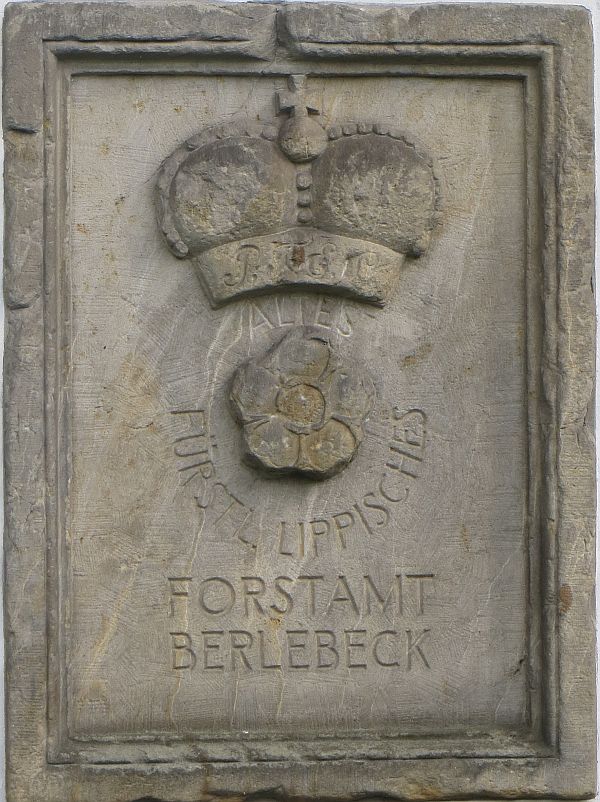 ALTES
FÜRSTL. LIPPISCHES
FORSTAMT
BERLEBECK